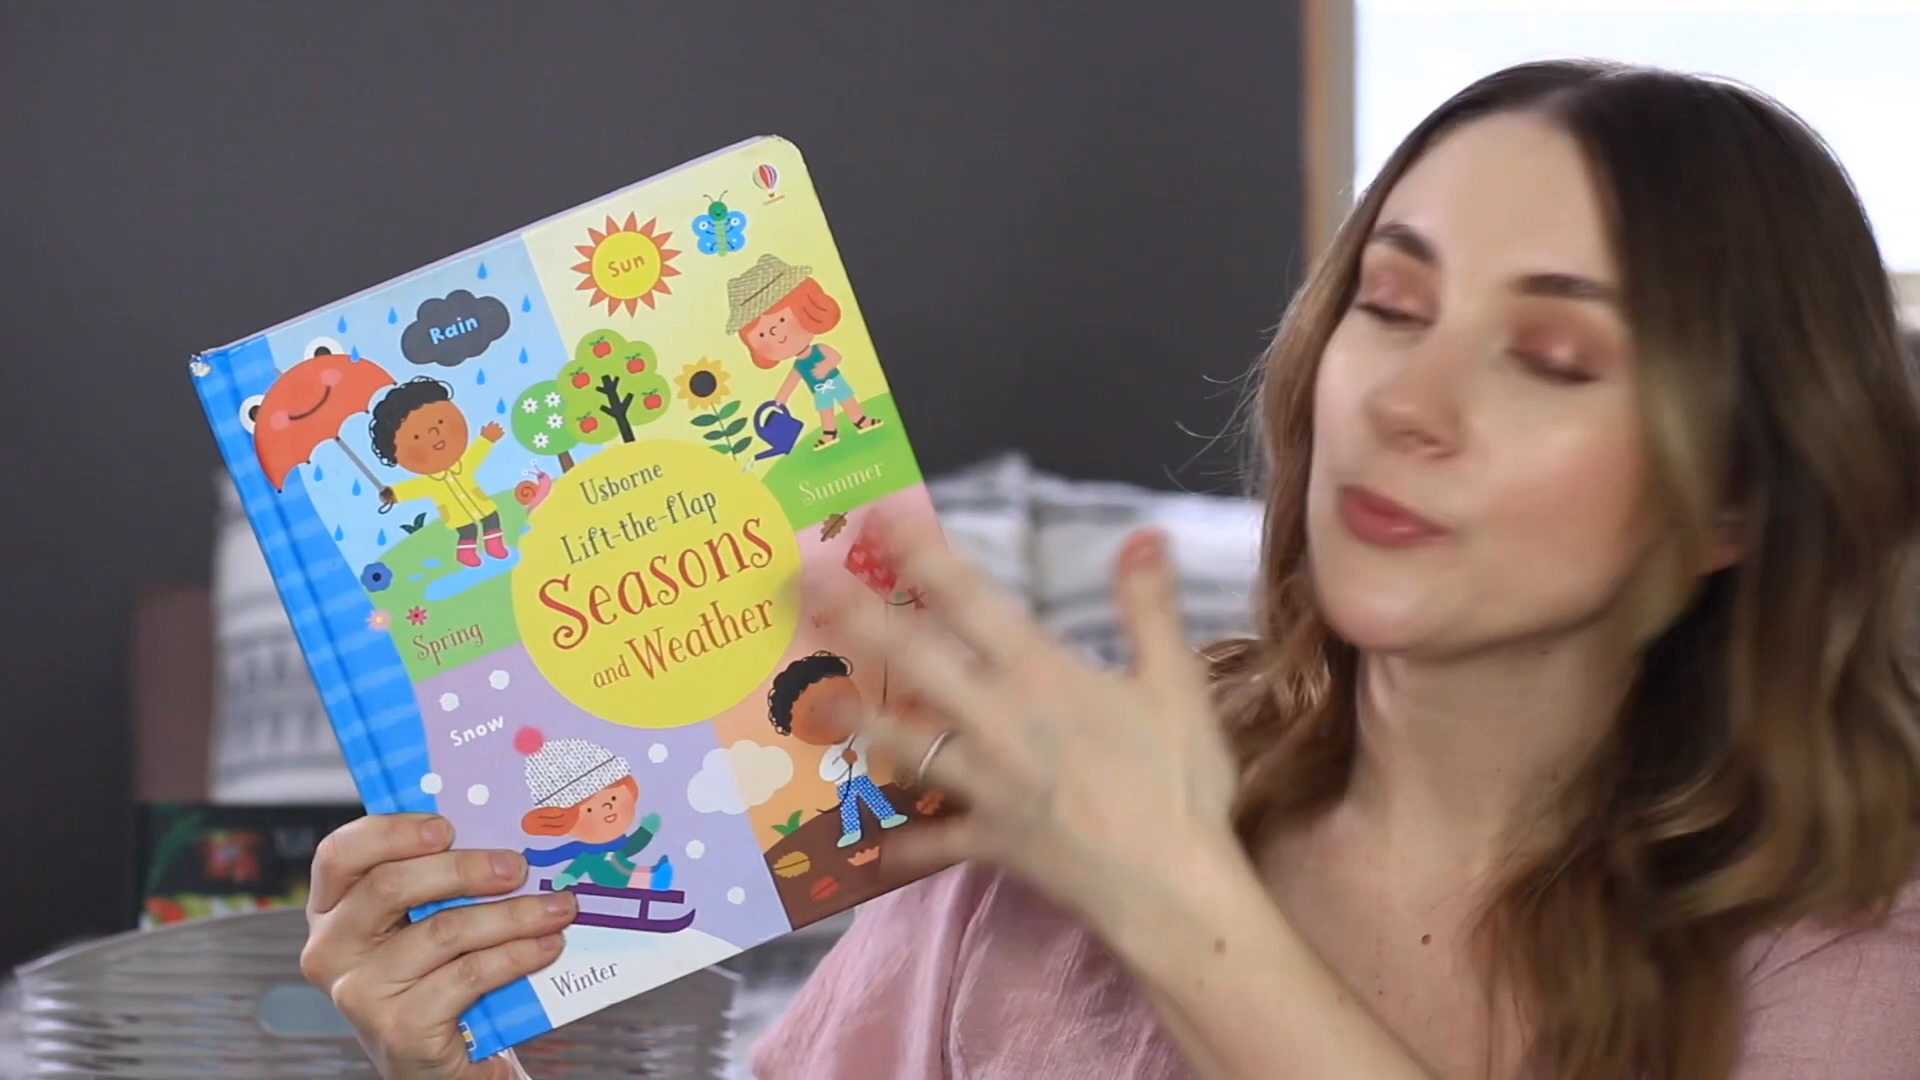 Rain
Sun
Usborne
Lift-the-flap
Seasons
and Weather
Summer
Spring
Snow
Winter